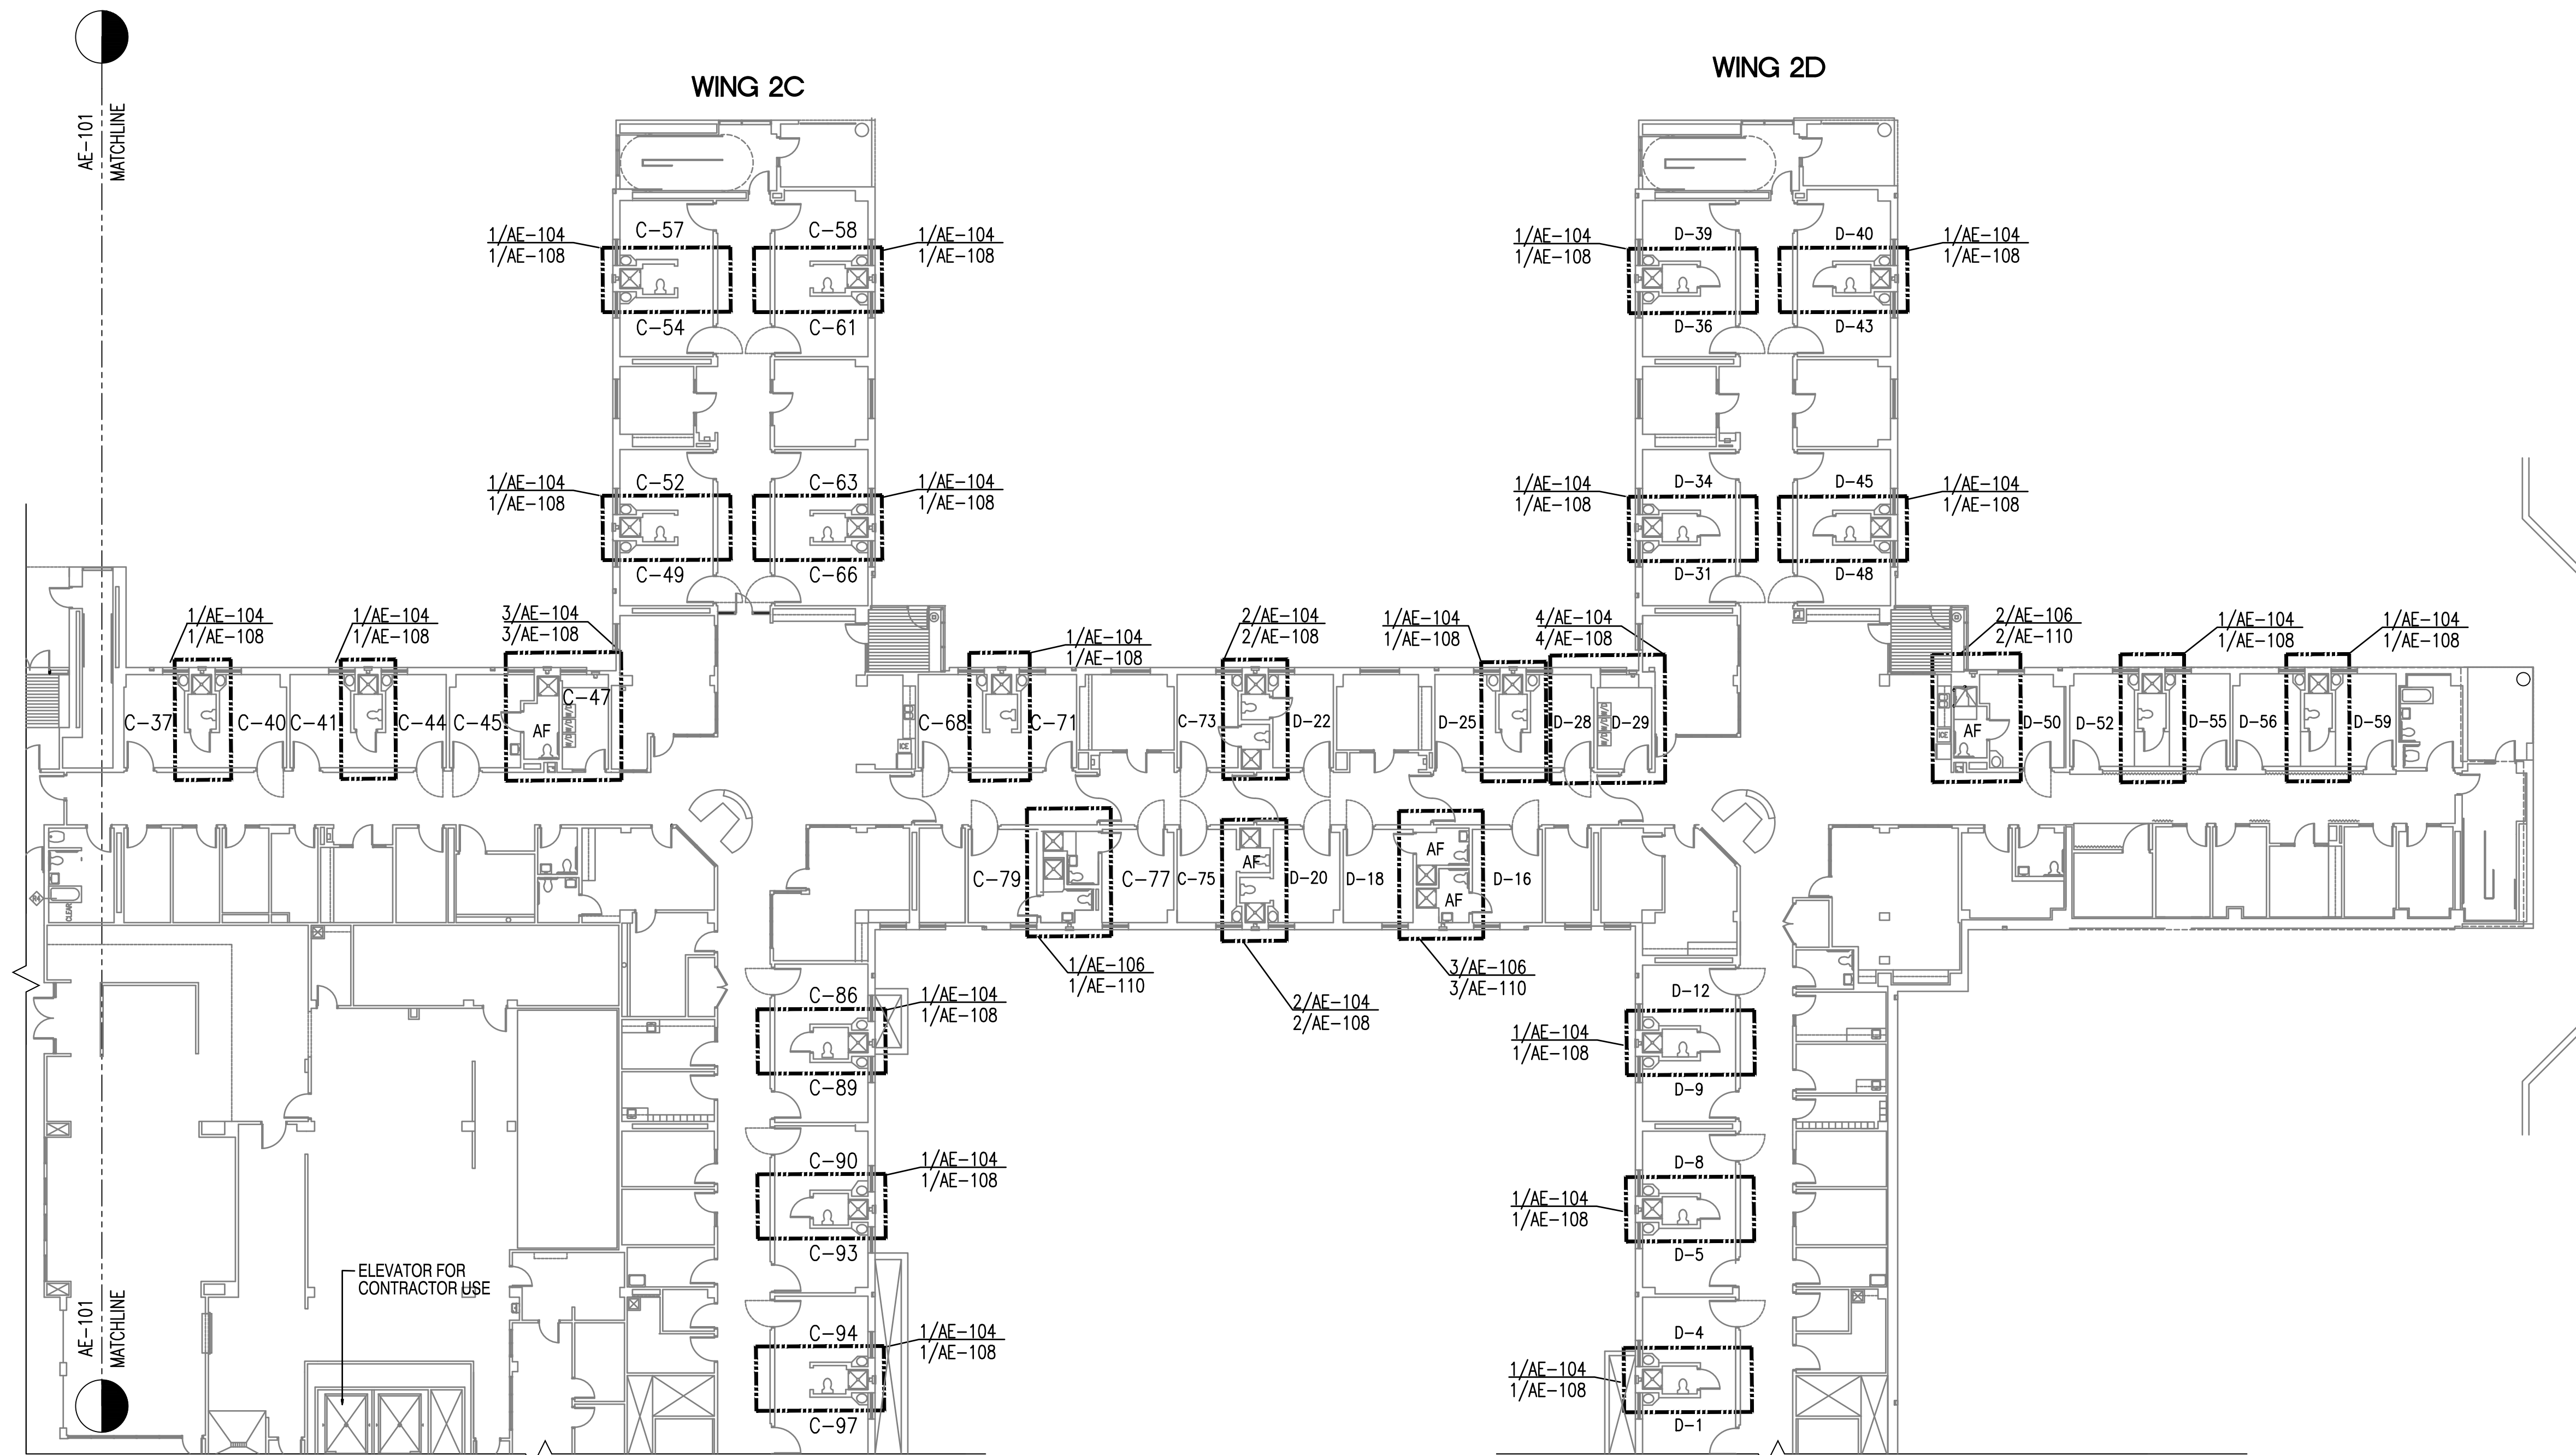 WING 2C
WING 2D
AE-101
MATCHLINE
C-57
C-58
1/AE-104
1/AE-108
1/AE-104
1/AE-108
C-54
C-61
D-39
D-40
1/AE-104
1/AE-108
1/AE-104
1/AE-108
D-36
D-43
C-52
C-63
1/AE-104
1/AE-108
1/AE-104
1/AE-108
C-49
C-66
D-34
D-45
1/AE-104
1/AE-108
1/AE-104
1/AE-108
D-31
D-48
1/AE-104
1/AE-108
1/AE-104
1/AE-108
3/AE-104
3/AE-108
1/AE-104
1/AE-108
2/AE-104
2/AE-108
1/AE-104
1/AE-108
4/AE-104
4/AE-108
2/AE-106
2/AE-110
1/AE-104
1/AE-108
1/AE-104
1/AE-108
C-37
C-40
C-41
C-44
C-45
AF
C-47
ICE
C-68
C-71
C-73
D-22
D-25
D-28
D-29
ICE
AF
D-50
D-52
D-55
D-56
D-59
CLEAR
C-79
C-77
C-75
AF
D-20
D-18
AF
AF
D-16
1/AE-106
1/AE-110
2/AE-104
2/AE-108
3/AE-106
3/AE-110
C-86
1/AE-104
1/AE-108
C-89
D-12
1/AE-104
1/AE-108
D-9
C-90
1/AE-104
1/AE-108
C-93
D-8
1/AE-104
1/AE-108
D-5
ELEVATOR FOR
CONTRACTOR USE
AE-101
MATCHLINE
C-94
1/AE-104
1/AE-108
C-97
D-4
1/AE-104
1/AE-108
D-1